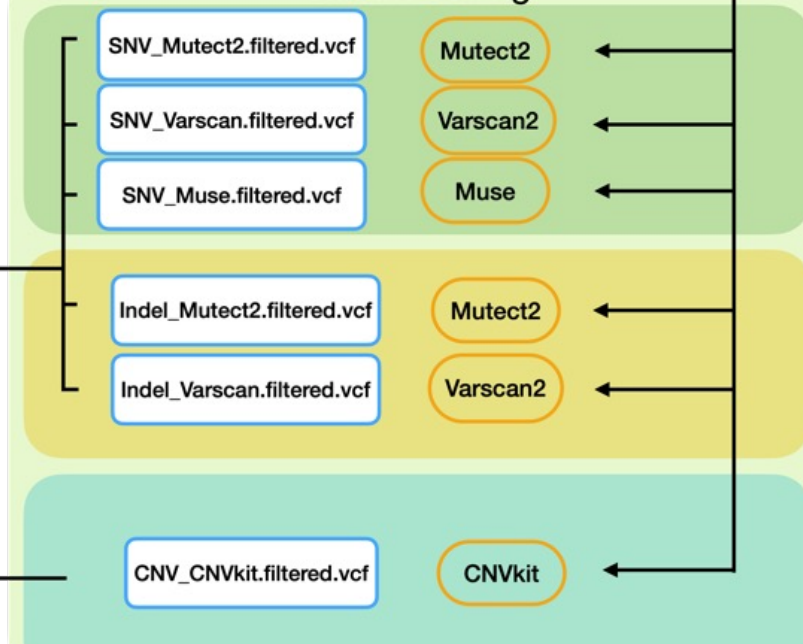 SNV_Mutect2.filtered.vcf
Mutect2
SNV_Varscan.filtered.vcf
Varscan2
SNV_Muse.filtered.vcf
Muse
Indel_Mutect2.filtered.vcf
Mutect2
Indel_Varscan.filtered.vcf
Varscan2
CNV_CNVkit.filtered.vcf
CNVkit